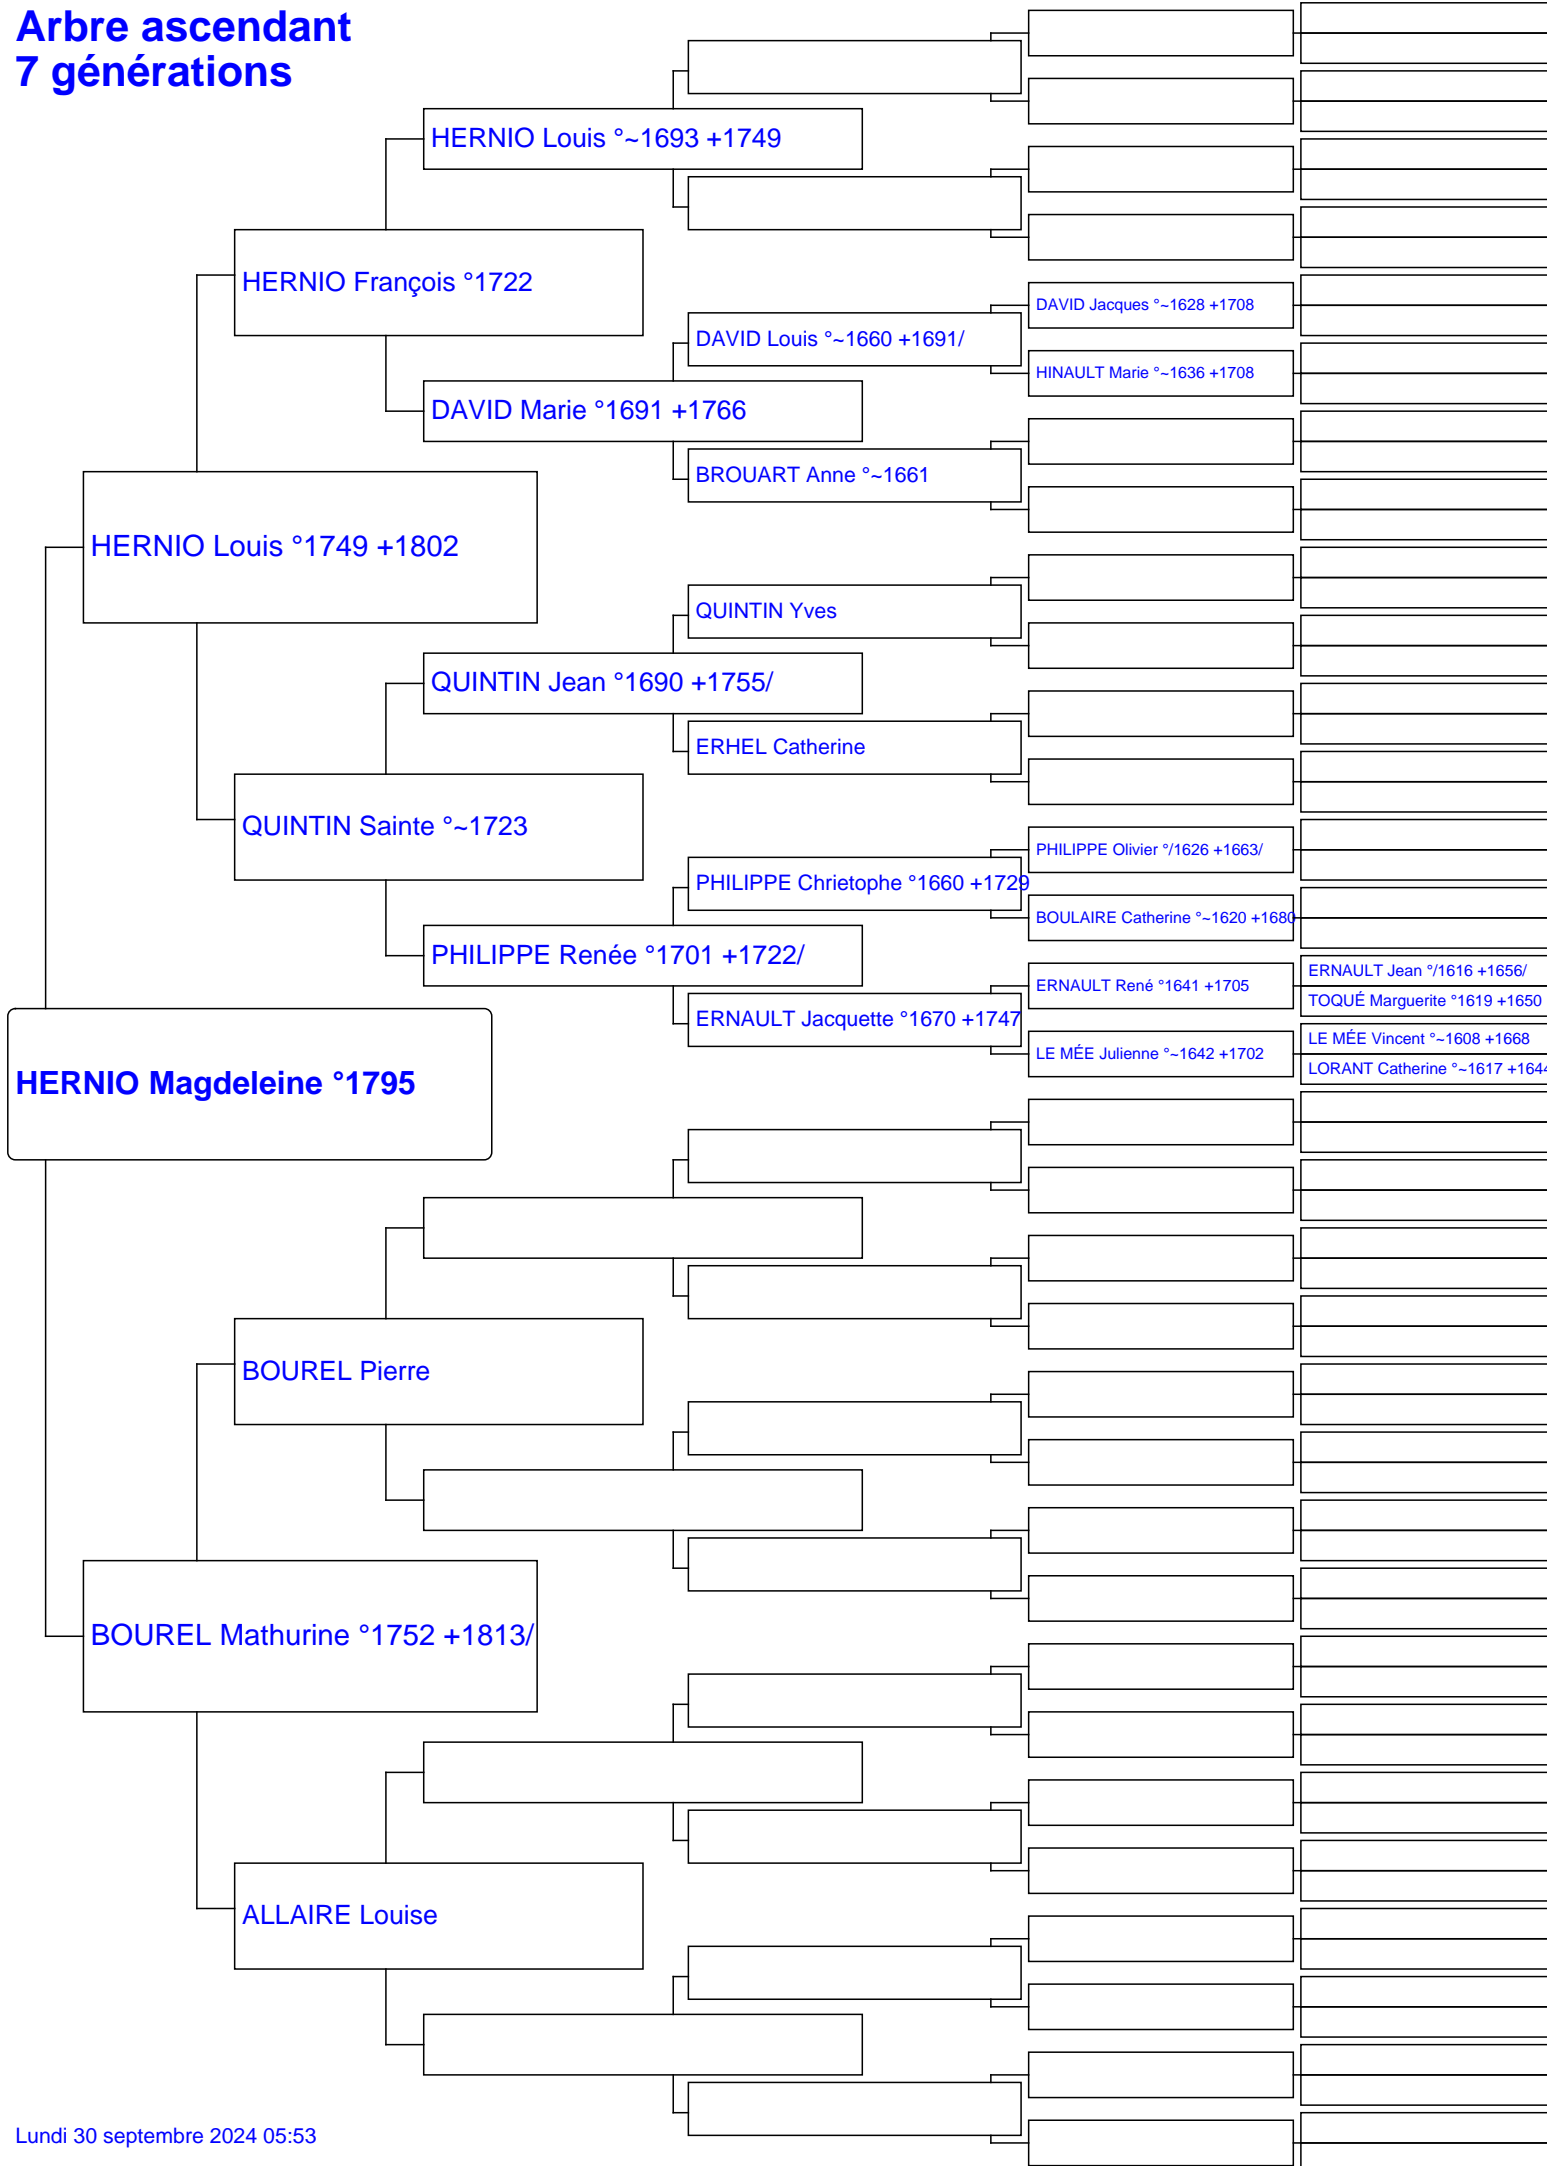 Arbre ascendant
7 générations
HERNIO Louis °~1693 +1749
HERNIO François °1722
DAVID Jacques °~1628 +1708
DAVID Louis °~1660 +1691/
HINAULT Marie °~1636 +1708
DAVID Marie °1691 +1766
BROUART Anne °~1661
HERNIO Louis °1749 +1802
QUINTIN Yves
QUINTIN Jean °1690 +1755/
ERHEL Catherine
QUINTIN Sainte °~1723
PHILIPPE Olivier °/1626 +1663/
PHILIPPE Chrietophe °1660 +1729
BOULAIRE Catherine °~1620 +1680
PHILIPPE Renée °1701 +1722/
ERNAULT Jean °/1616 +1656/
ERNAULT René °1641 +1705
TOQUÉ Marguerite °1619 +1650
ERNAULT Jacquette °1670 +1747
LE MÉE Vincent °~1608 +1668
LE MÉE Julienne °~1642 +1702
LORANT Catherine °~1617 +1644
HERNIO Magdeleine °1795
BOUREL Pierre
BOUREL Mathurine °1752 +1813/
ALLAIRE Louise
Lundi 30 septembre 2024 05:53